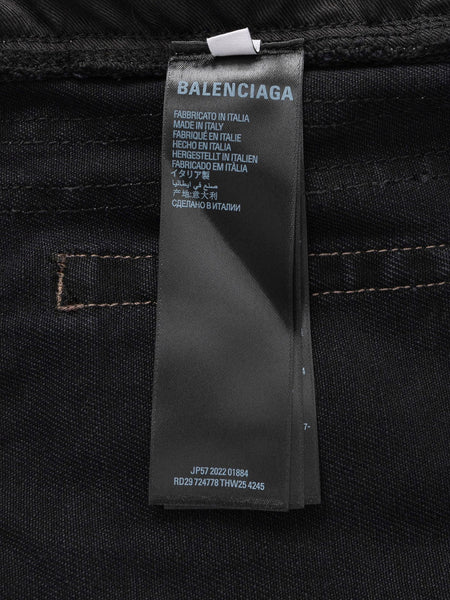 BALENCIAGA
FABBRICATO IN ITALIA
MADE IN ITALY
FABRIQUÉ EN ITALIE
HECHO EN ITALIA
HERGESTELLT IN ITALIEN
FABRICADO EM ITÁLIA
イタリア製
صنع في ايطاليا
产地:意大利
СДЕЛАНО В ИТАЛИИ
7-
JP57 2022 01884
RD29 724778 THW25 4245